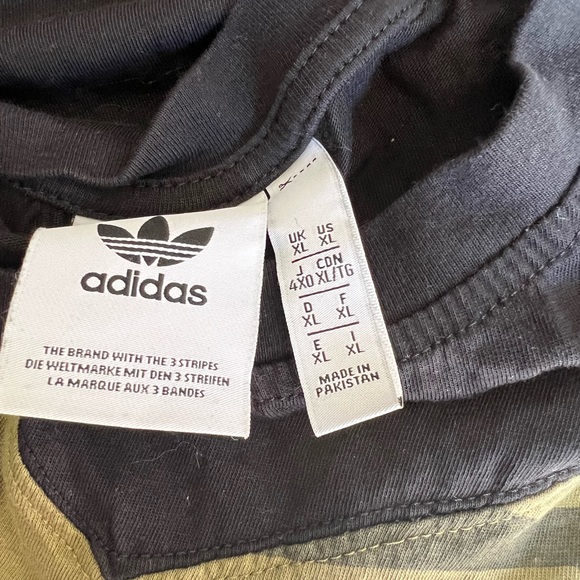 adidas
THE BRAND WITH THE 3 STRIPES
DIE WELTMARKE MIT DEN 3 STREIFEN
LA MARQUE AUX 3 BANDES
UK US
XL XL
J CDN
4XO XL/TG
D F
XL XL
E I
XL XL
MADE IN
PAKISTAN